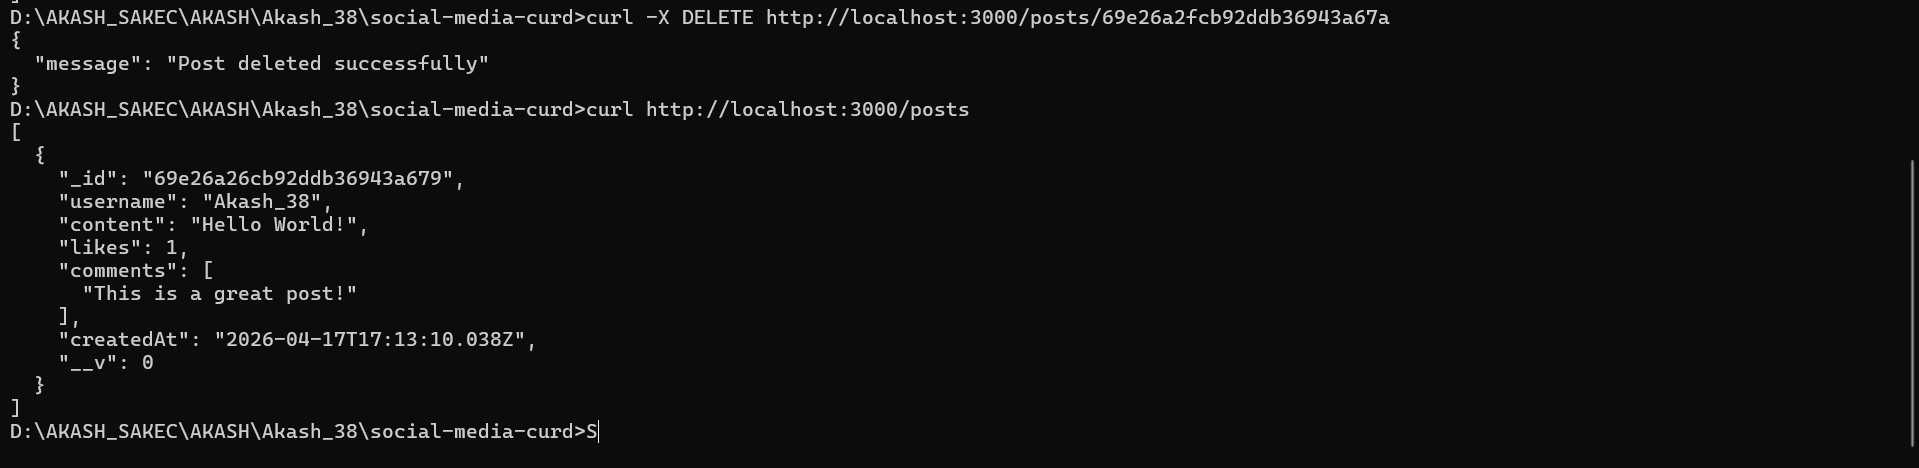 D:\AKASH_SAKEC\AKASH\Akash_38\social-media-curd>curl -X DELETE http://localhost:3000/posts/69e26a2fcb92ddb36943a67a
{
  "message": "Post deleted successfully"
}
D:\AKASH_SAKEC\AKASH\Akash_38\social-media-curd>curl http://localhost:3000/posts
[
  {
    "_id": "69e26a26cb92ddb36943a679",
    "username": "Akash_38",
    "content": "Hello World!",
    "likes": 1,
    "comments": [
      "This is a great post!"
    ],
    "createdAt": "2026-04-17T17:13:10.038Z",
    "__v": 0
  }
]
D:\AKASH_SAKEC\AKASH\Akash_38\social-media-curd>S